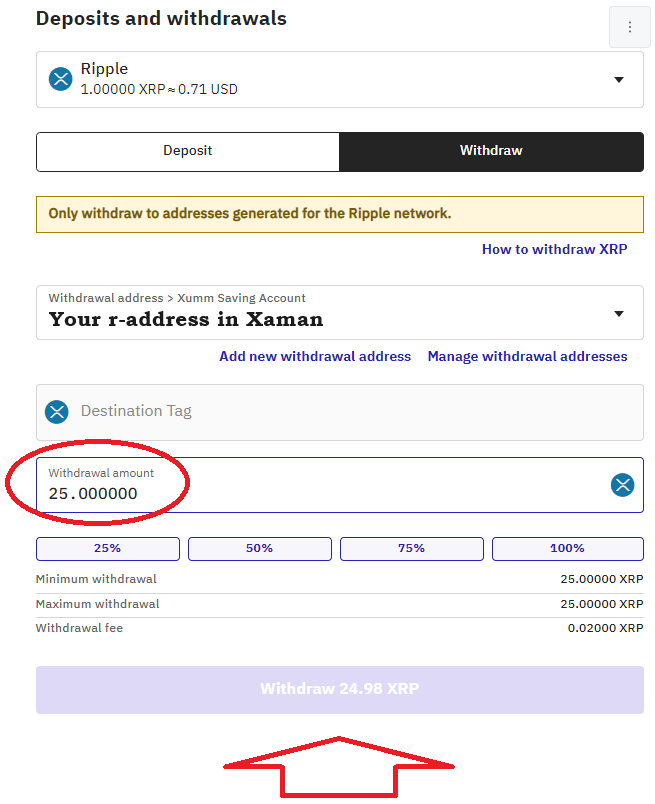 Deposits and withdrawals
Ripple
1.00000 XRP ≈ 0.71 USD
Deposit
Withdraw
Only withdraw to addresses generated for the Ripple network.
How to withdraw XRP
Withdrawal address > Xumm Saving Account
Your r-address in Xaman
Add new withdrawal address
Manage withdrawal addresses
Destination Tag
Withdrawal amount
25.000000
25%
50%
75%
100%
Minimum withdrawal 25.00000 XRP
Maximum withdrawal 25.00000 XRP
Withdrawal fee 0.02000 XRP
Withdraw 24.98 XRP